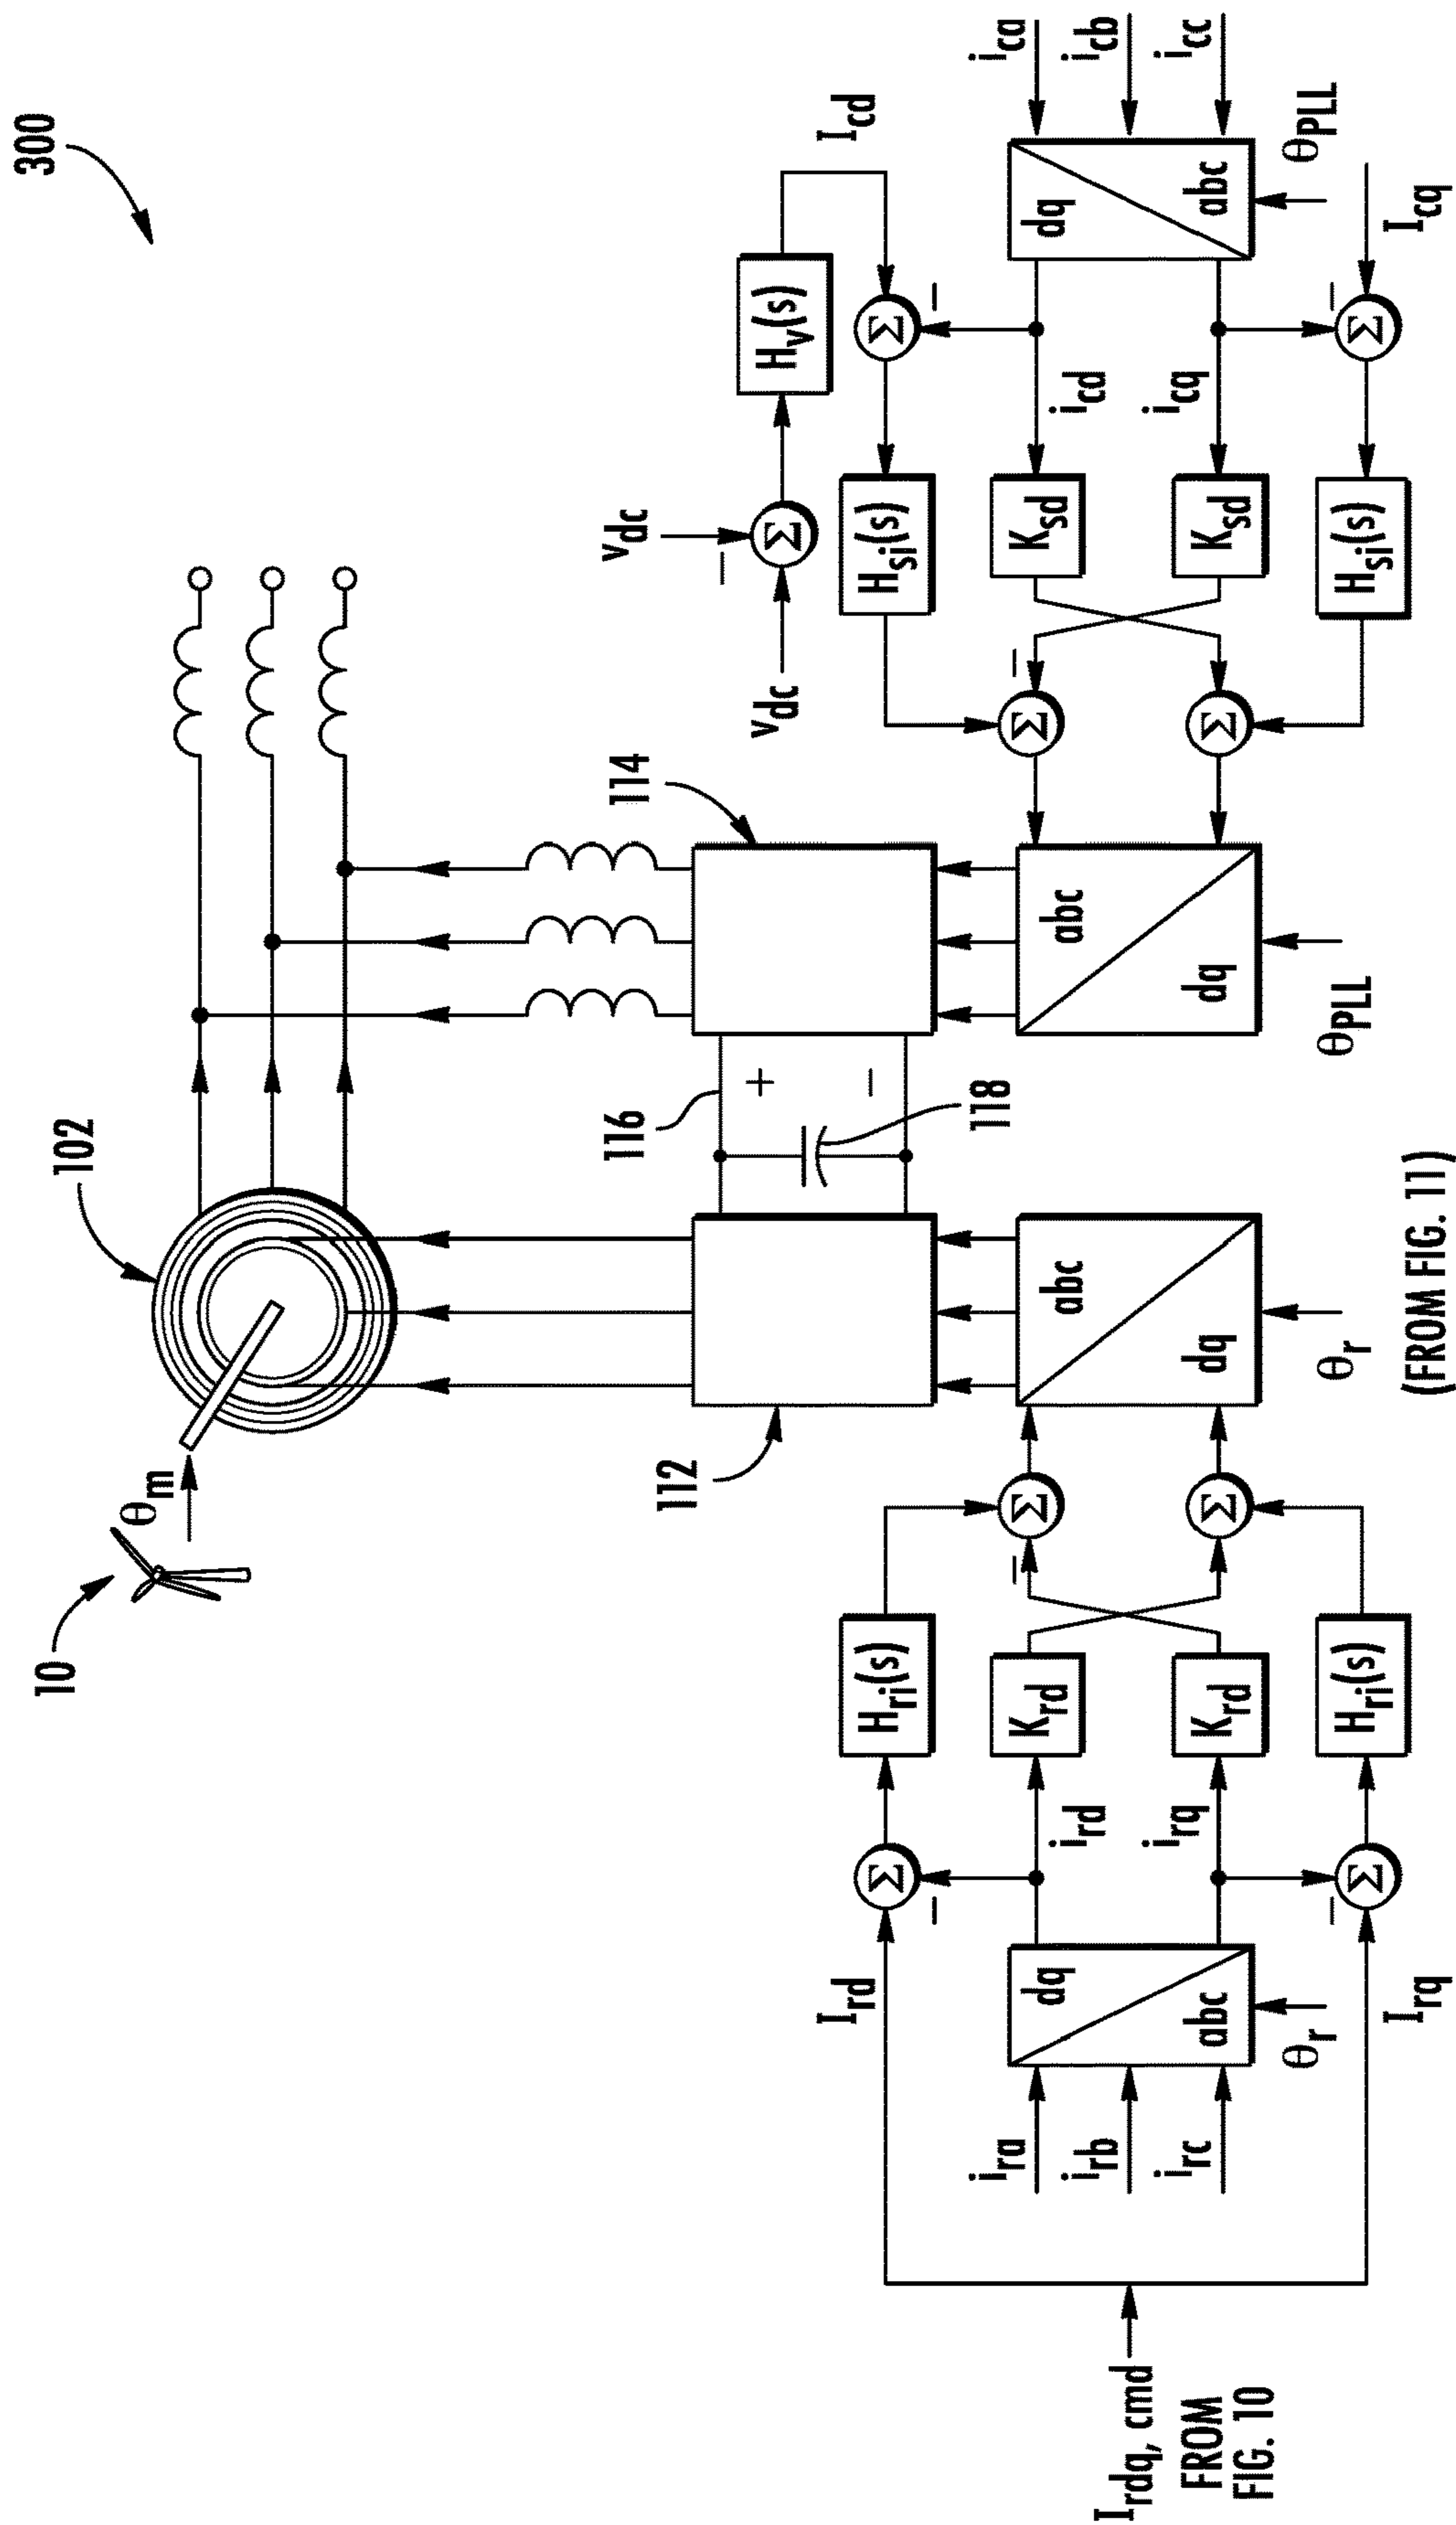 300
10
θm
102
112
116
+
−
118
114
vdc
−
Σ
vdc
Hv(s)
Icd
Irdq, cmd
FROM
FIG. 10
Ird
Σ
−
Hri(s)
ira
irb
irc
dq
abc
θr
ird
irq
Krd
Krd
−
Σ
Σ
Irq
−
Σ
Hri(s)
abc
dq
θr
(FROM FIG. 11)
abc
dq
θPLL
Σ
−
Σ
Hsi(s)
Ksd
Ksd
Hsi(s)
icd
icq
Σ
−
Σ
−
dq
abc
θPLL
Icq
ica
icb
icc